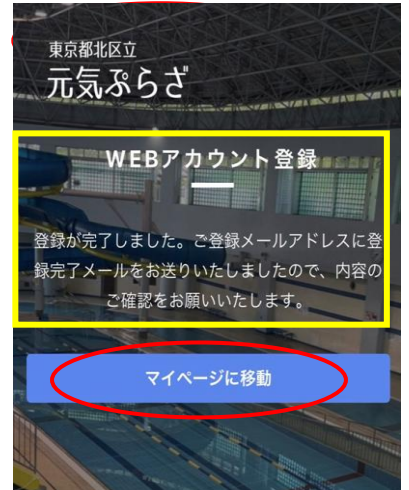 東京都北区立
元気ぷらざ
WEBアカウント登録
登録が完了しました。ご登録メールアドレスに登
録完了メールをお送りいたしましたので、内容の
ご確認をお願いいたします。
マイページに移動